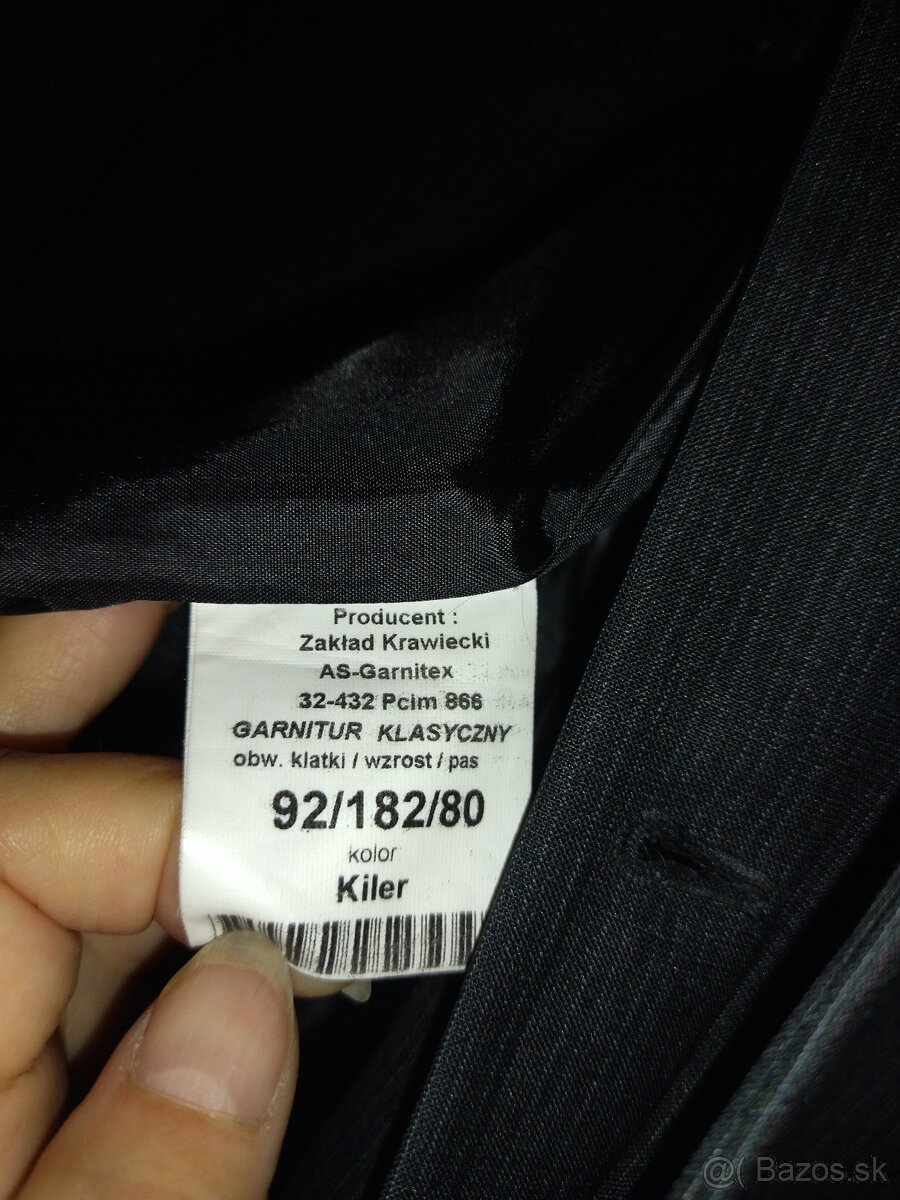 Producent :
Zakład Krawiecki
AS-Garnitex
32-432 Pcim 866
GARNITUR KLASYCZNY
obw. klatki / wzrost / pas
92/182/80
kolor
Kiler
@( Bazos.sk